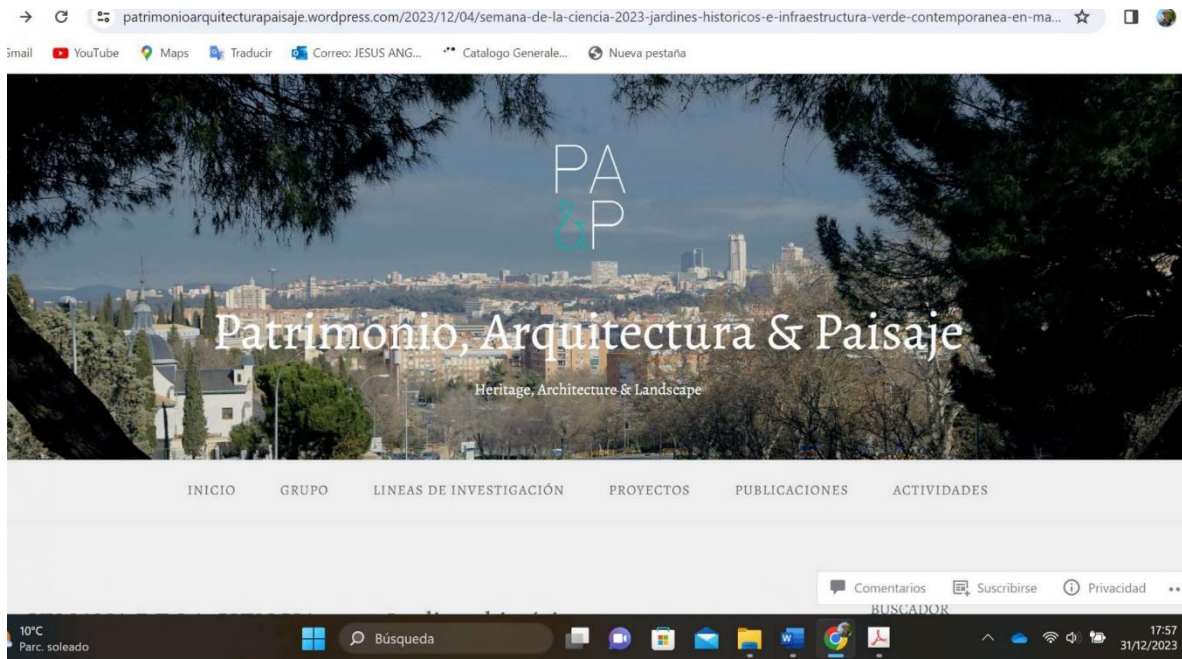 patrimonioarquitecturapaisaje.wordpress.com/2023/12/04/semana-de-la-ciencia-2023-jardines-historicos-e-infraestructura-verde-contemporanea-en-ma...
Gmail YouTube Maps Traducir Correo: JESUS ANG... Catalogo Generale... Nueva pestaña
PA
&P
Patrimonio, Arquitectura & Paisaje
Heritage, Architecture & Landscape
INICIO GRUPO LINEAS DE INVESTIGACIÓN PROYECTOS PUBLICACIONES ACTIVIDADES
Comentarios Suscribirse Privacidad
BUSCADOR
10°C
Parc. soleado
Búsqueda
17:57
31/12/2023